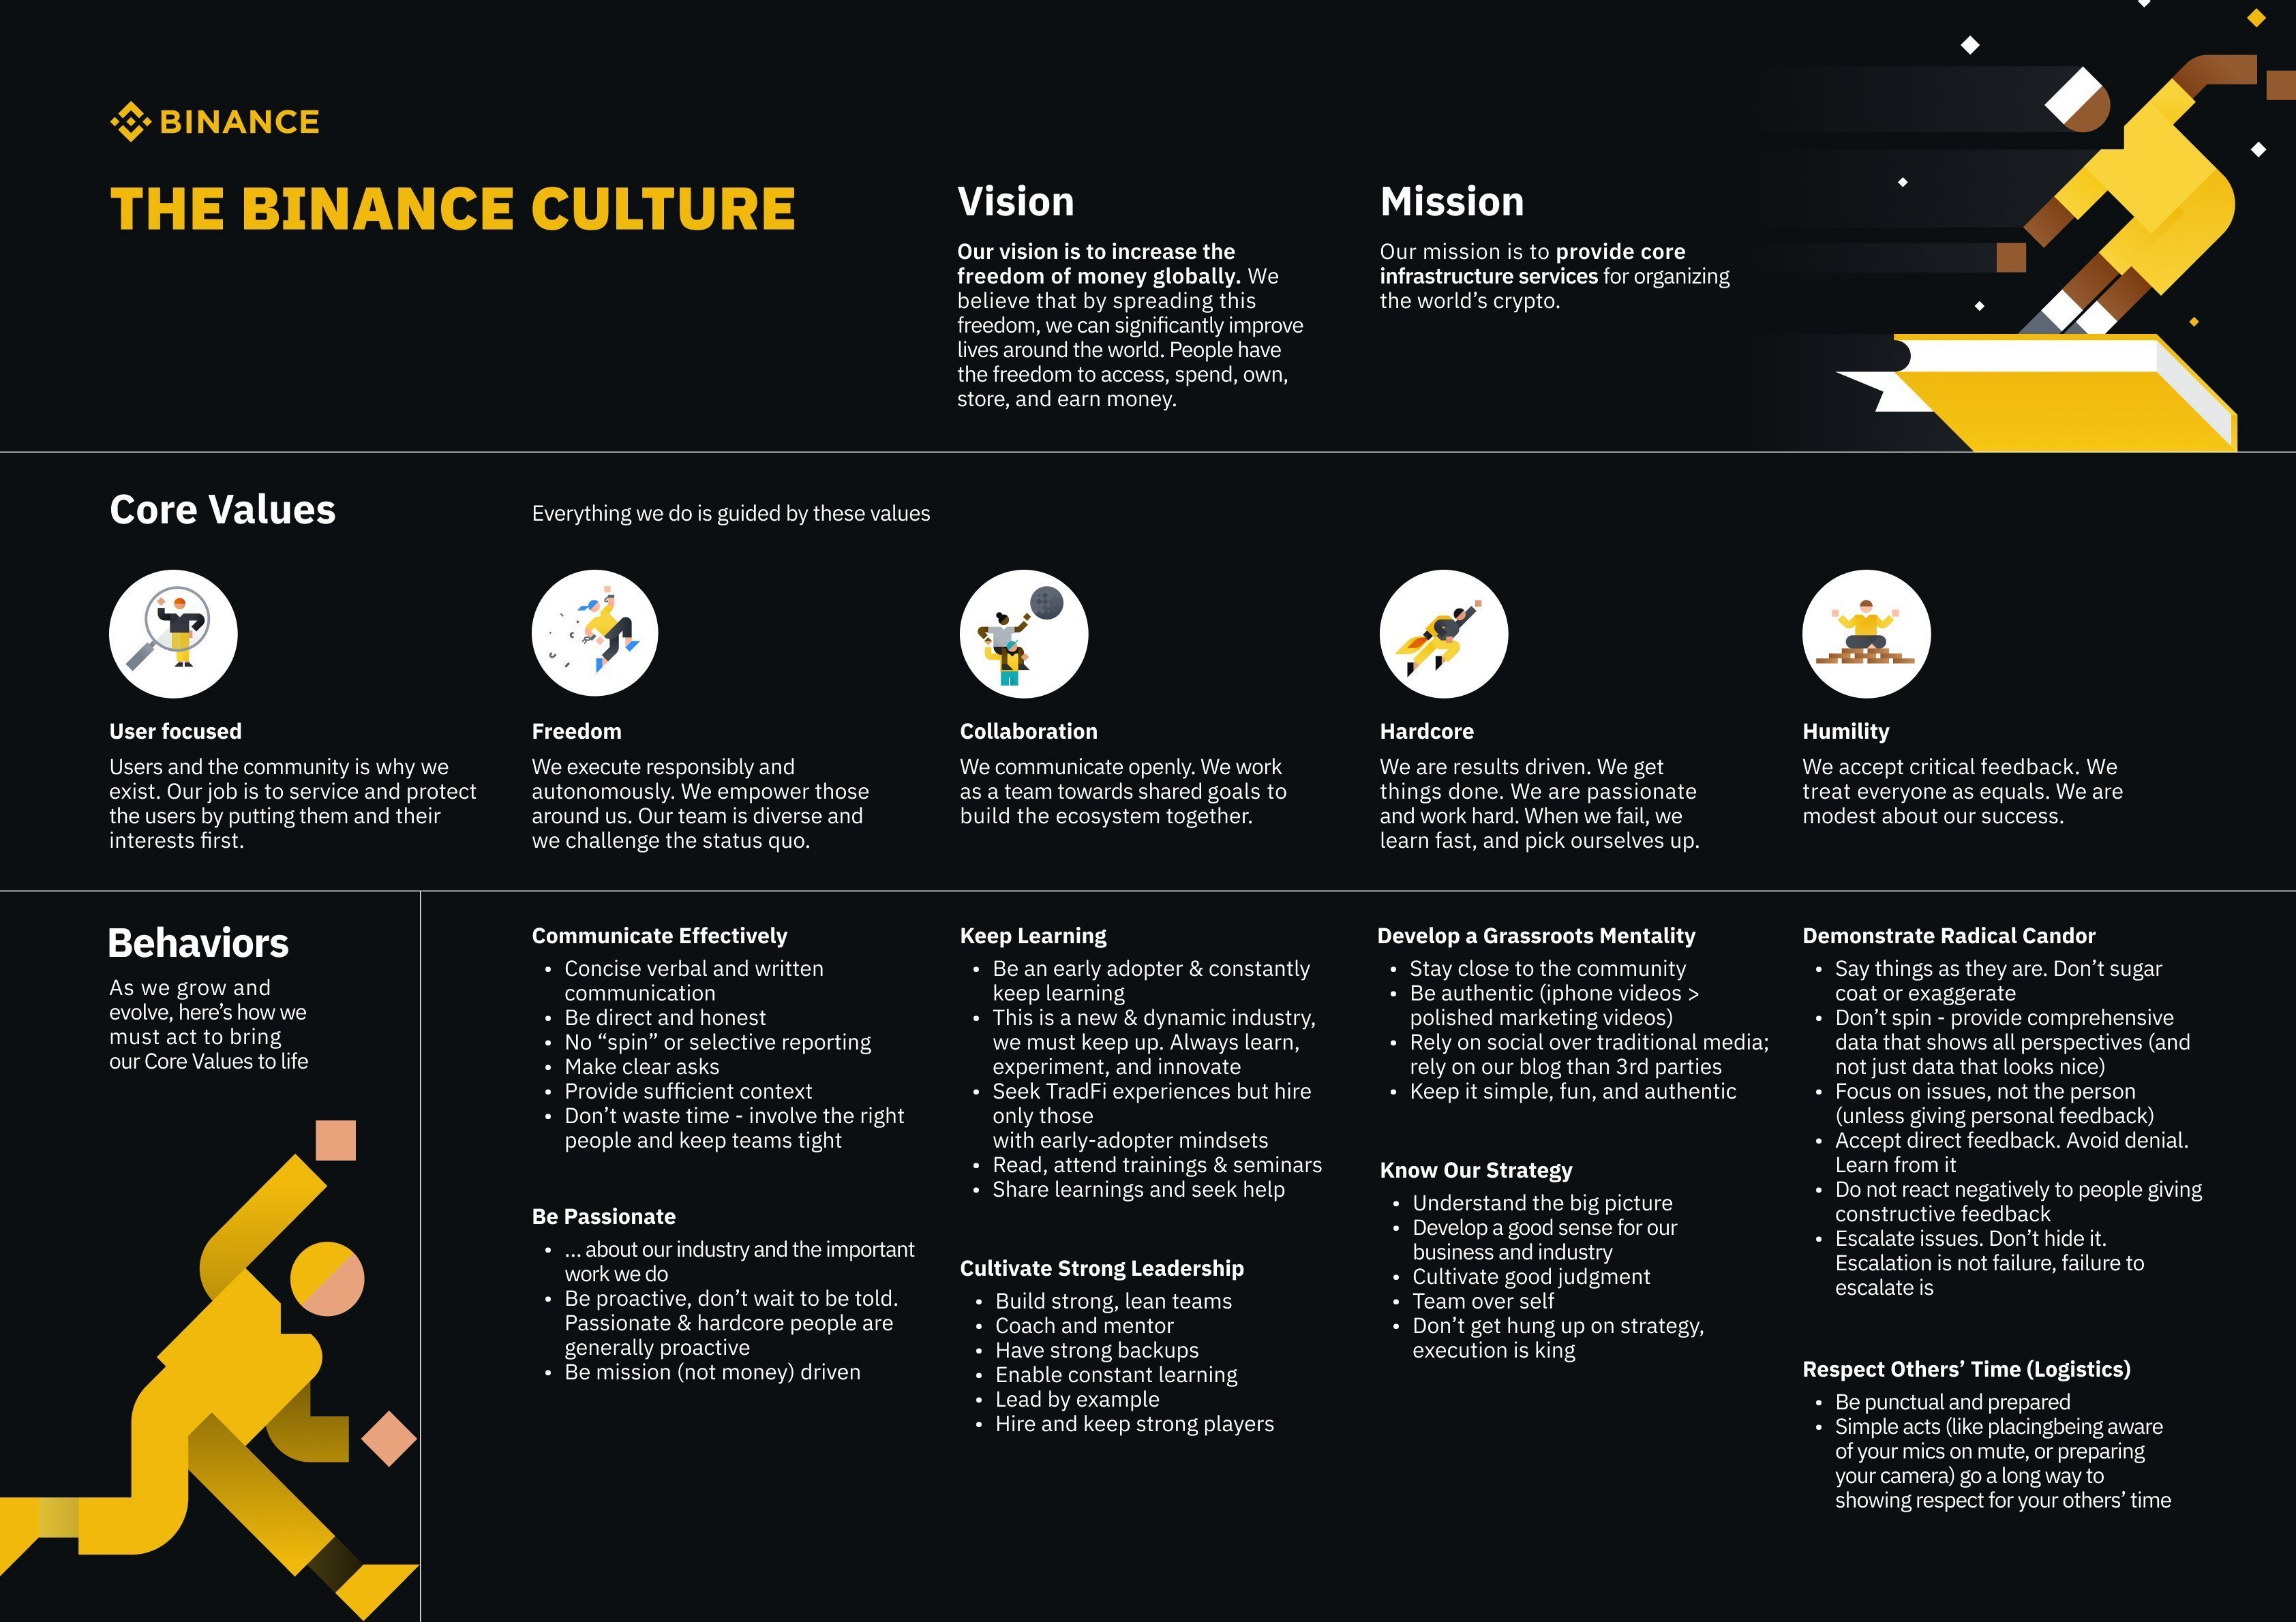 BINANCE
THE BINANCE CULTURE
Vision
Our vision is to increase the
freedom of money globally. We
believe that by spreading this
freedom, we can significantly improve
lives around the world. People have
the freedom to access, spend, own,
store, and earn money.
Mission
Our mission is to provide core
infrastructure services for organizing
the world’s crypto.
Core Values
Everything we do is guided by these values
User focused
Users and the community is why we
exist. Our job is to service and protect
the users by putting them and their
interests first.
Freedom
We execute responsibly and
autonomously. We empower those
around us. Our team is diverse and
we challenge the status quo.
Collaboration
We communicate openly. We work
as a team towards shared goals to
build the ecosystem together.
Hardcore
We are results driven. We get
things done. We are passionate
and work hard. When we fail, we
learn fast, and pick ourselves up.
Humility
We accept critical feedback. We
treat everyone as equals. We are
modest about our success.
Behaviors
As we grow and
evolve, here’s how we
must act to bring
our Core Values to life
Communicate Effectively
• Concise verbal and written
communication
• Be direct and honest
• No “spin” or selective reporting
• Make clear asks
• Provide sufficient context
• Don’t waste time - involve the right
people and keep teams tight
Be Passionate
• ... about our industry and the important
work we do
• Be proactive, don’t wait to be told.
Passionate & hardcore people are
generally proactive
• Be mission (not money) driven
Keep Learning
• Be an early adopter & constantly
keep learning
• This is a new & dynamic industry,
we must keep up. Always learn,
experiment, and innovate
• Seek TradFi experiences but hire
only those
with early-adopter mindsets
• Read, attend trainings & seminars
• Share learnings and seek help
Cultivate Strong Leadership
• Build strong, lean teams
• Coach and mentor
• Have strong backups
• Enable constant learning
• Lead by example
• Hire and keep strong players
Develop a Grassroots Mentality
• Stay close to the community
• Be authentic (iphone videos >
polished marketing videos)
• Rely on social over traditional media;
rely on our blog than 3rd parties
• Keep it simple, fun, and authentic
Know Our Strategy
• Understand the big picture
• Develop a good sense for our
business and industry
• Cultivate good judgment
• Team over self
• Don’t get hung up on strategy,
execution is king
Demonstrate Radical Candor
• Say things as they are. Don’t sugar
coat or exaggerate
• Don’t spin - provide comprehensive
data that shows all perspectives (and
not just data that looks nice)
• Focus on issues, not the person
(unless giving personal feedback)
• Accept direct feedback. Avoid denial.
Learn from it
• Do not react negatively to people giving
constructive feedback
• Escalate issues. Don’t hide it.
Escalation is not failure, failure to
escalate is
Respect Others’ Time (Logistics)
• Be punctual and prepared
• Simple acts (like placingbeing aware
of your mics on mute, or preparing
your camera) go a long way to
showing respect for your others’ time